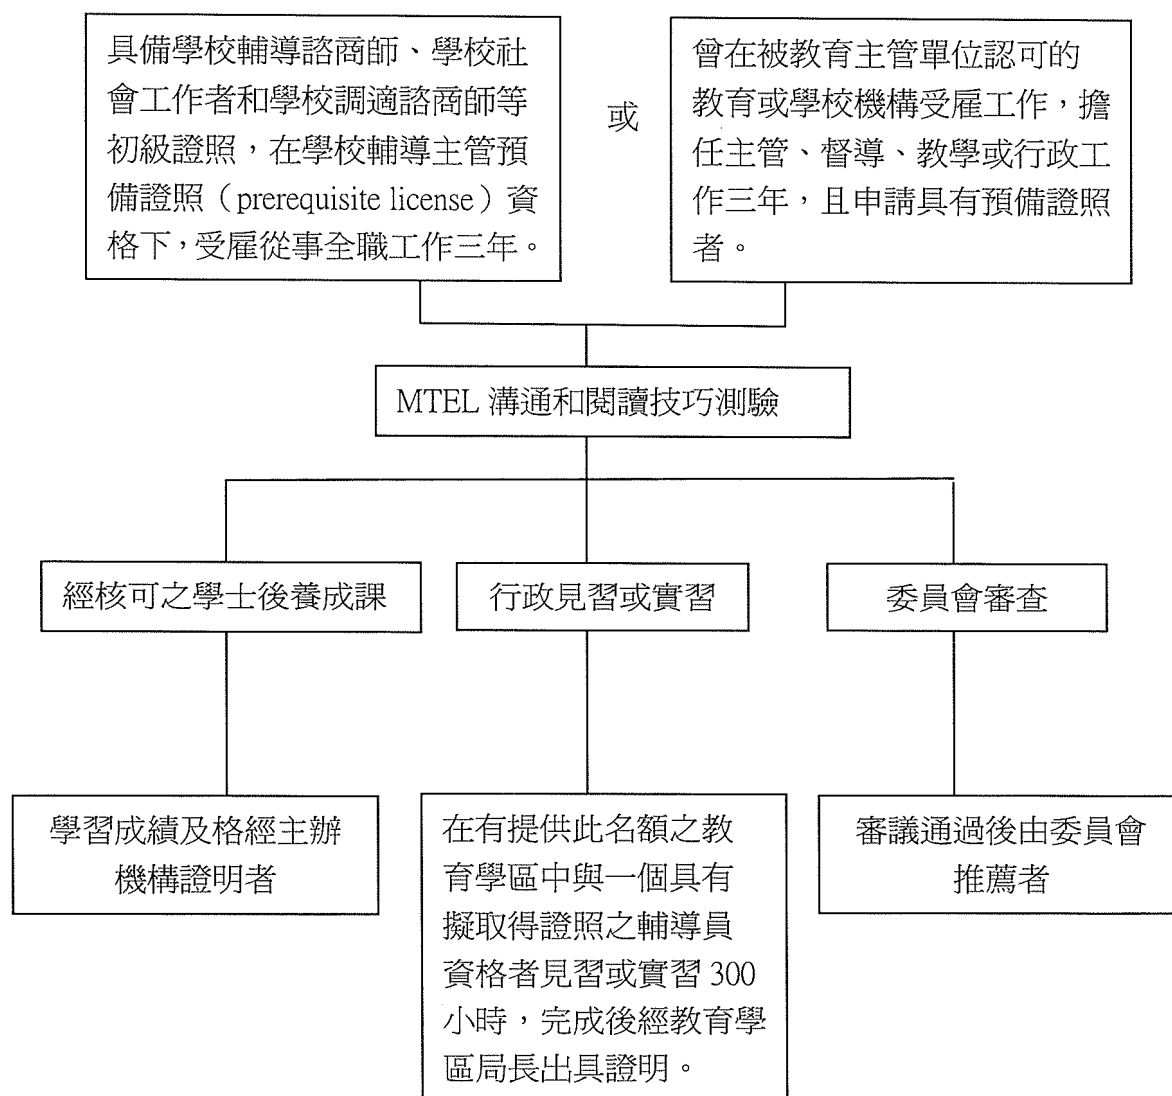 具備學校輔導諮商師、學校社
會工作者和學校調適諮商師等
初級證照，在學校輔導主管預
備證照（prerequisite license）資
格下，受雇從事全職工作三年。
或
曾在被教育主管單位認可的
教育或學校機構受雇工作，擔
任主管、督導、教學或行政工
作三年，且申請具有預備證照
者。
MTEL 溝通和閱讀技巧測驗
經核可之學士後養成課
行政見習或實習
委員會審查
學習成績及格經主辦
機構證明者
在有提供此名額之教
育學區中與一個具有
擬取得證照之輔導員
資格者見習或實習 300
小時，完成後經教育學
區局長出具證明。
審議通過後由委員會
推薦者